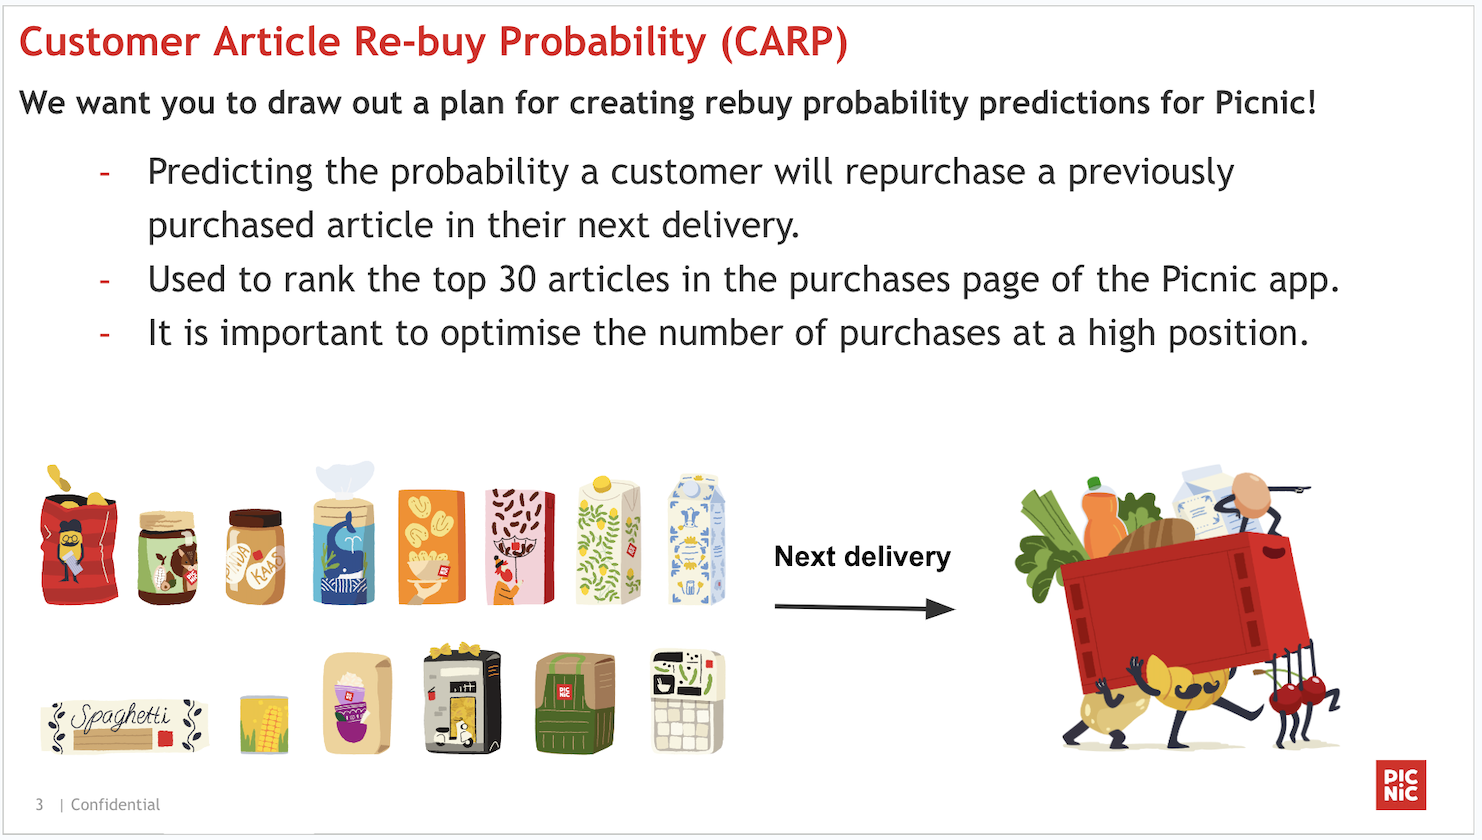 Customer Article Re-buy Probability (CARP)
We want you to draw out a plan for creating rebuy probability predictions for Picnic!
- Predicting the probability a customer will repurchase a previously
purchased article in their next delivery.
- Used to rank the top 30 articles in the purchases page of the Picnic app.
- It is important to optimise the number of purchases at a high position.
KAAS
Next delivery
Spaghetti
PIC
NiC
3 | Confidential
PIC
NiC